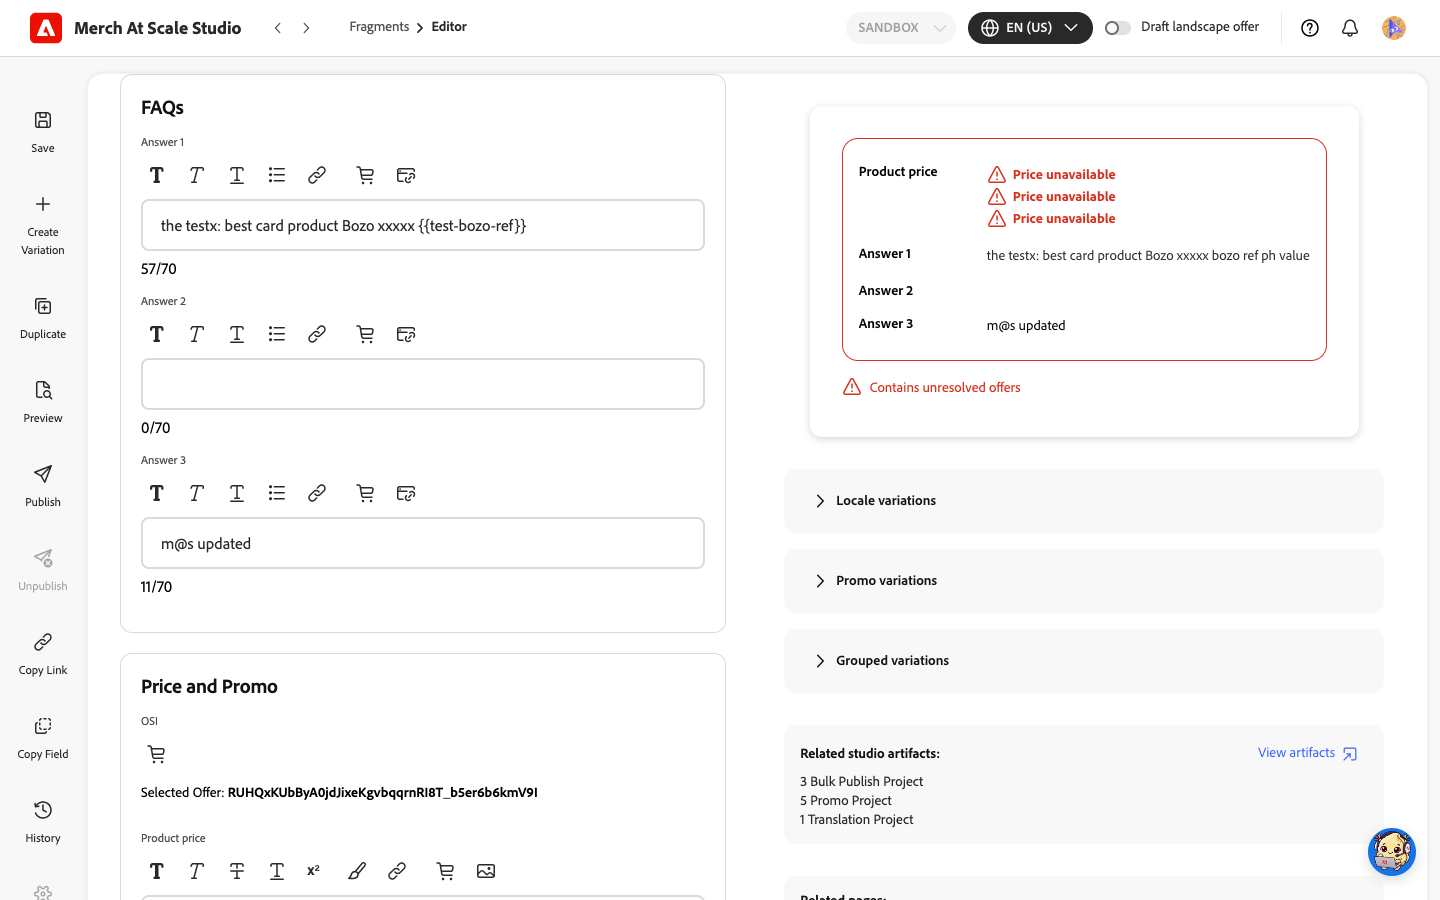 Merch At Scale Studio
Fragments
Editor
SANDBOX
EN (US)
Draft landscape offer
Save
Create
Variation
Duplicate
Preview
Publish
Unpublish
Copy Link
Copy Field
History
FAQs
Answer 1
the testx: best card product Bozo xxxxx {{test-bozo-ref}}
57/70
Answer 2
0/70
Answer 3
m@s updated
11/70
Price and Promo
OSI
Selected Offer: RUHQxKUbByA0jdJixeKgvbqqrnRI8T_b5er6b6kmV9I
Product price
Product price
Price unavailable
Price unavailable
Price unavailable
Answer 1
the testx: best card product Bozo xxxxx bozo ref ph value
Answer 2
Answer 3
m@s updated
Contains unresolved offers
Locale variations
Promo variations
Grouped variations
Related studio artifacts:
View artifacts
3 Bulk Publish Project
5 Promo Project
1 Translation Project
Related pages: